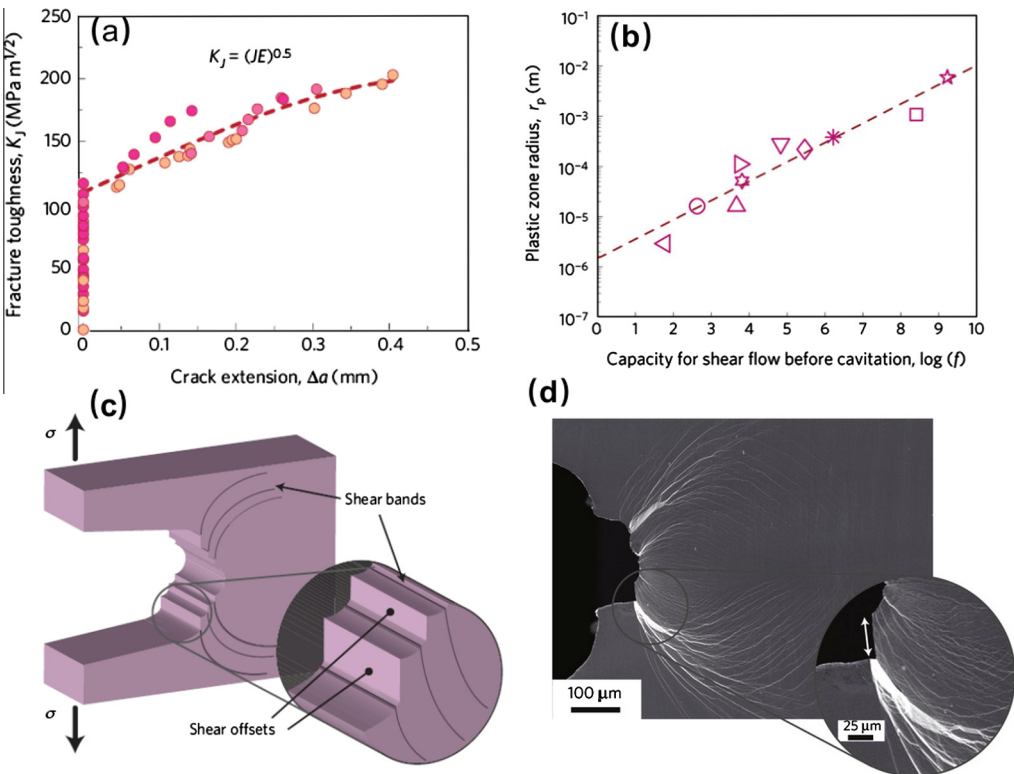 (a)
K_J = (JE)^0.5
Fracture toughness, K_J (MPa m^1/2)
250
200
150
100
50
0
0 0.1 0.2 0.3 0.4 0.5
Crack extension, Δa (mm)
(b)
Plastic zone radius, r_p (m)
10^−1
10^−2
10^−3
10^−4
10^−5
10^−6
10^−7
0 1 2 3 4 5 6 7 8 9 10
Capacity for shear flow before cavitation, log (f)
(c)
σ
Shear bands
Shear offsets
σ
(d)
100 μm
25 μm